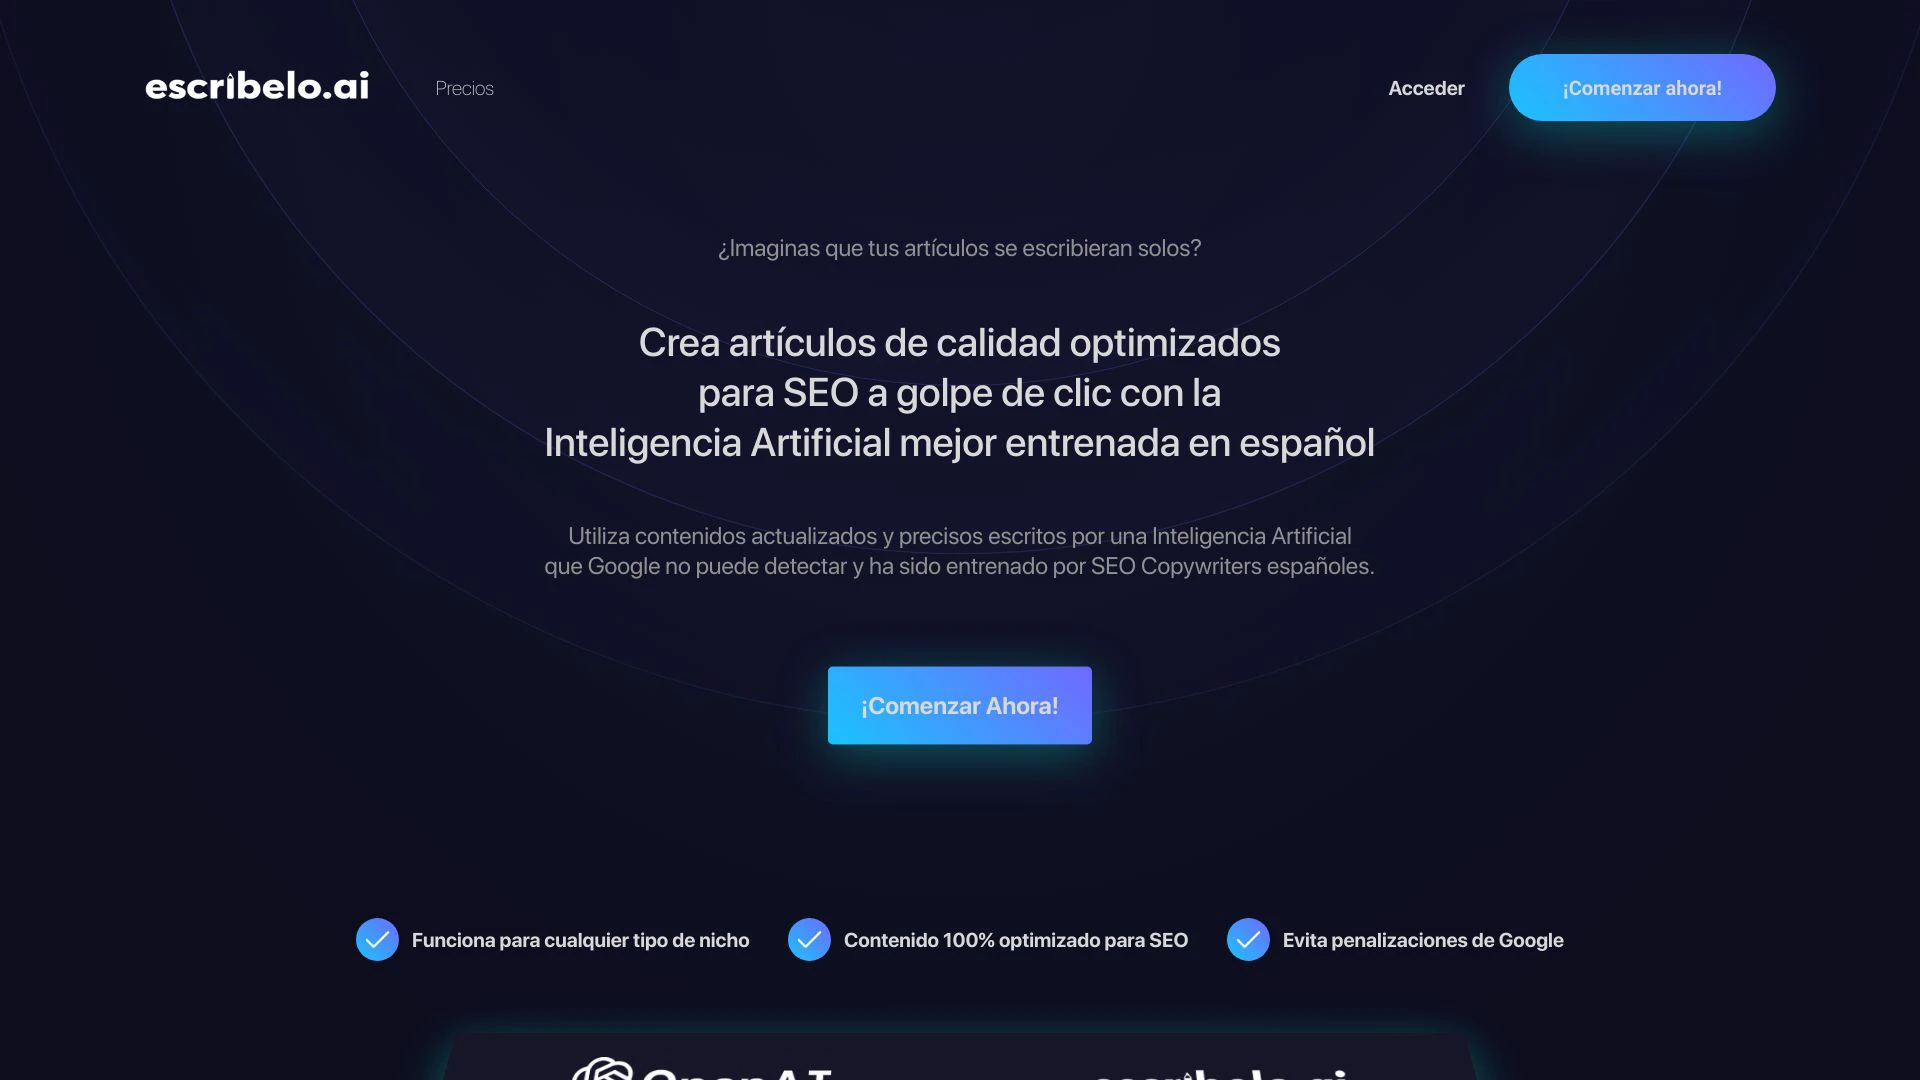 escribelo.ai
Precios
Acceder
¡Comenzar ahora!
¿Imaginas que tus artículos se escribieran solos?
Crea artículos de calidad optimizados
para SEO a golpe de clic con la
Inteligencia Artificial mejor entrenada en español
Utiliza contenidos actualizados y precisos escritos por una Inteligencia Artificial
que Google no puede detectar y ha sido entrenado por SEO Copywriters españoles.
¡Comenzar Ahora!
Funciona para cualquier tipo de nicho
Contenido 100% optimizado para SEO
Evita penalizaciones de Google
OpenAI
escribelo.ai